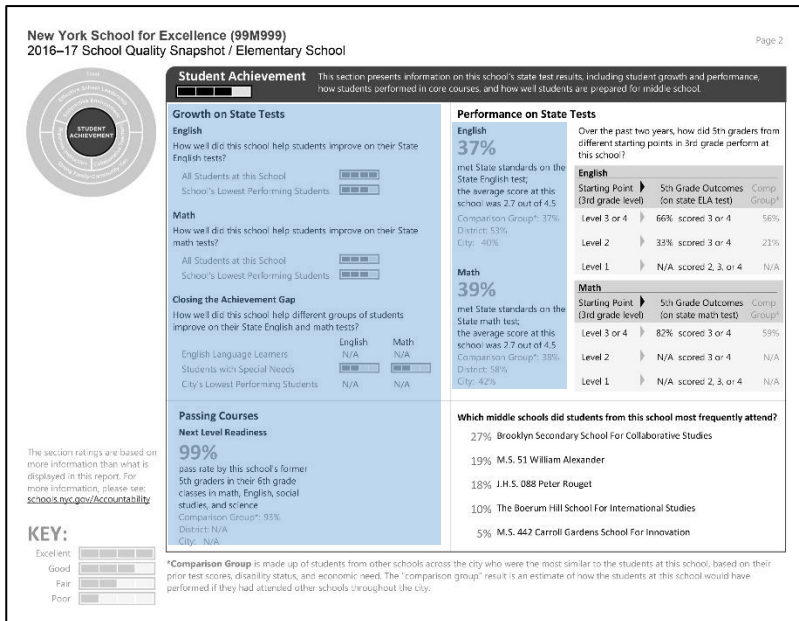 New York School for Excellence (99M999)
2016–17 School Quality Snapshot / Elementary School
Page 2
STUDENT
ACHIEVEMENT
Student Achievement
This section presents information on this school's state test results, including student growth and performance,
how students performed in core courses, and how well students are prepared for middle school.
Growth on State Tests
English
How well did this school help students improve on their State
English tests?
All Students at this School
School's Lowest Performing Students
Math
How well did this school help students improve on their State
math tests?
All Students at this School
School's Lowest Performing Students
Closing the Achievement Gap
How well did this school help different groups of students
improve on their State English and math tests?
English Math
English Language Learners N/A N/A
Students with Special Needs
City's Lowest Performing Students N/A N/A
Performance on State Tests
English
37%
met State standards on the
State English test;
the average score at this
school was 2.7 out of 4.5
Comparison Group*: 37%
District: 53%
City: 40%
Math
39%
met State standards on the
State math test;
the average score at this
school was 2.7 out of 4.5
Comparison Group*: 38%
District: 58%
City: 42%
Over the past two years, how did 5th graders from
different starting points in 3rd grade perform at
this school?
English
Starting Point 5th Grade Outcomes Comp
(3rd grade level) (on state ELA test) Group*
Level 3 or 4 66% scored 3 or 4 56%
Level 2 33% scored 3 or 4 21%
Level 1 N/A scored 2, 3, or 4 N/A
Math
Starting Point 5th Grade Outcomes Comp
(3rd grade level) (on state math test) Group*
Level 3 or 4 82% scored 3 or 4 59%
Level 2 N/A scored 3 or 4 N/A
Level 1 N/A scored 2, 3, or 4 N/A
Passing Courses
Next Level Readiness
99%
pass rate by this school's former
5th graders in their 6th grade
classes in math, English, social
studies, and science
Comparison Group*: 93%
District: N/A
City: N/A
Which middle schools did students from this school most frequently attend?
27% Brooklyn Secondary School For Collaborative Studies
19% M.S. 51 William Alexander
18% J.H.S. 088 Peter Rouget
10% The Boerum Hill School For International Studies
5% M.S. 442 Carroll Gardens School For Innovation
The section ratings are based on
more information than what is
displayed in this report. For
more information, please see:
schools.nyc.gov/Accountability
KEY:
Excellent
Good
Fair
Poor
*Comparison Group is made up of students from other schools across the city who were the most similar to the students at this school, based on their
prior test scores, disability status, and economic need. The "comparison group" result is an estimate of how the students at this school would have
performed if they had attended other schools throughout the city.